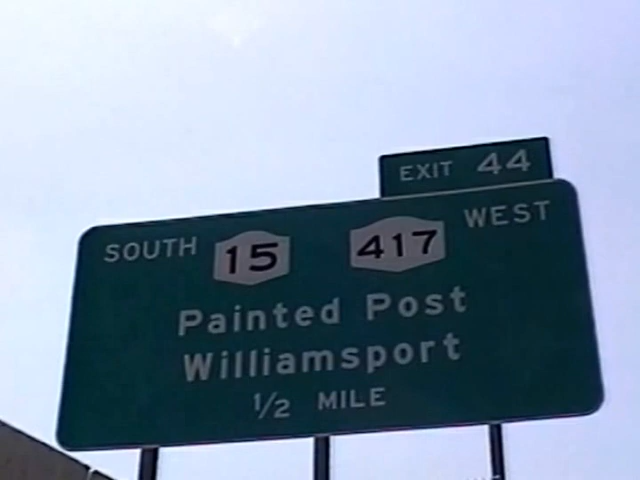 EXIT 44
SOUTH 15 417 WEST
Painted Post
Williamsport
1/2 MILE